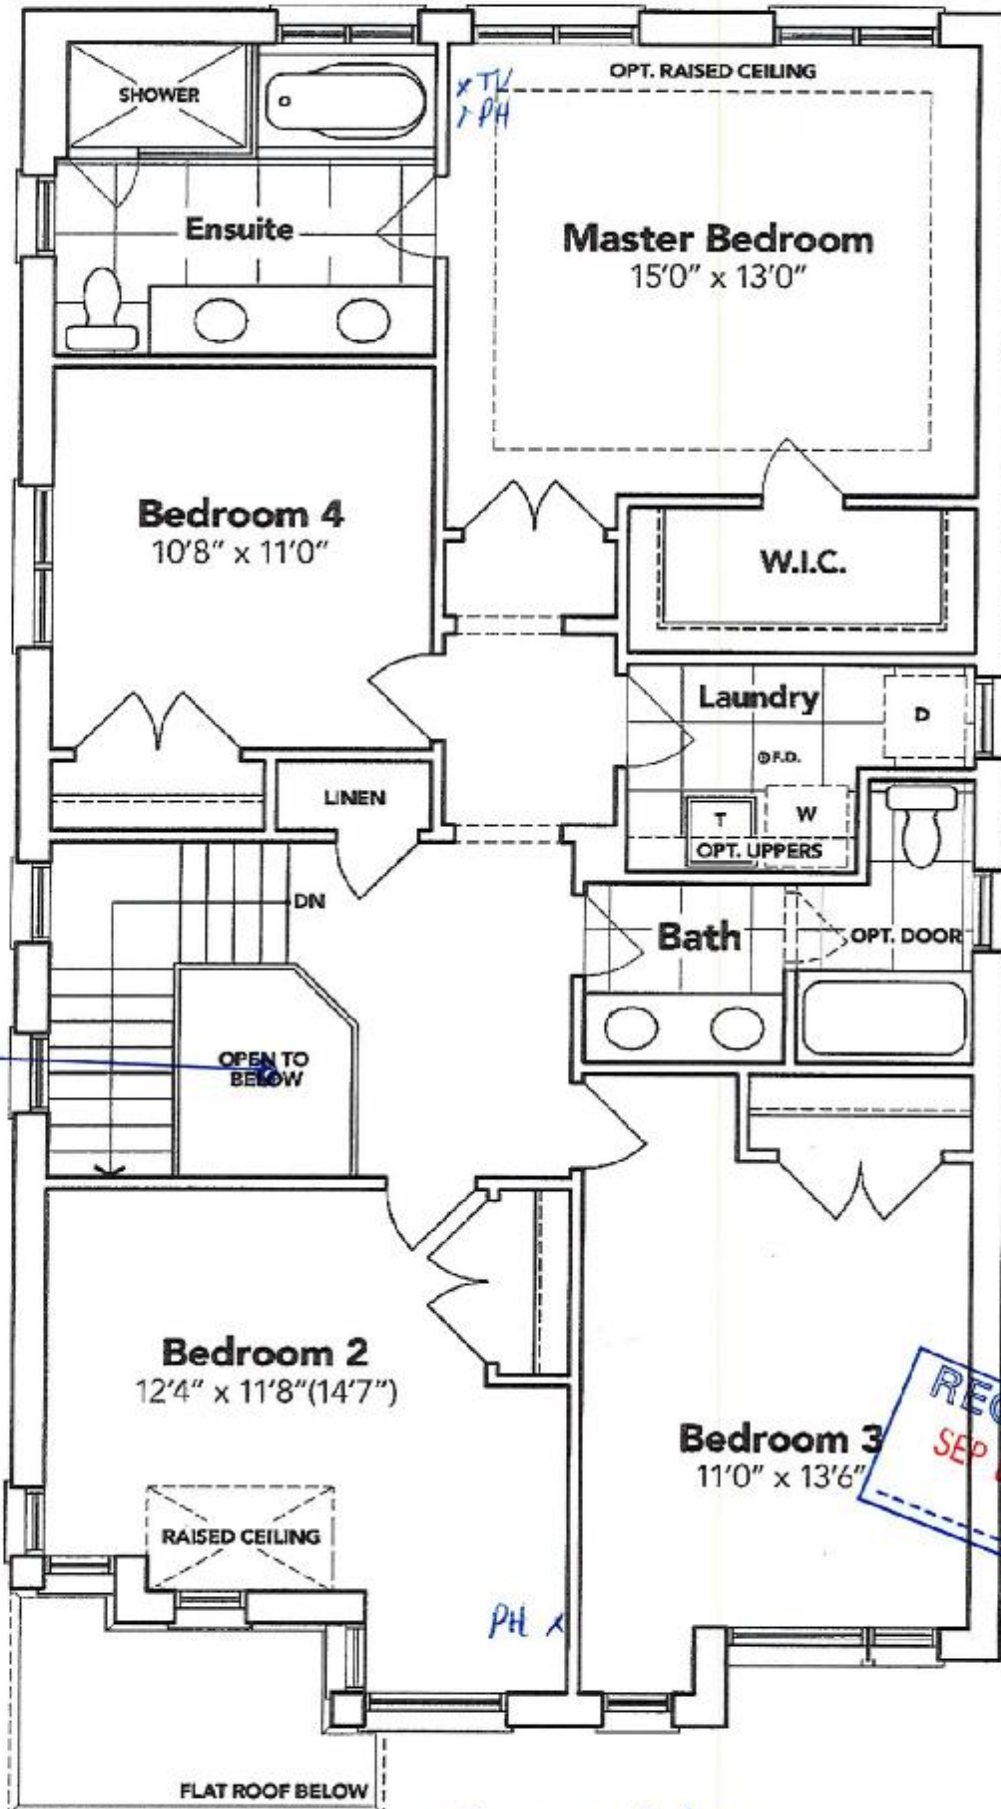 SHOWER
OPT. RAISED CEILING
x TV
x PH
Ensuite
Master Bedroom
15'0" x 13'0"
Bedroom 4
10'8" x 11'0"
W.I.C.
Laundry
D
F.D.
LINEN
T
W
OPT. UPPERS
DN
Bath
OPT. DOOR
OPEN TO
BELOW
Bedroom 2
12'4" x 11'8"(14'7")
Bedroom 3
11'0" x 13'6"
SEP
RAISED CEILING
PH x
FLAT ROOF BELOW